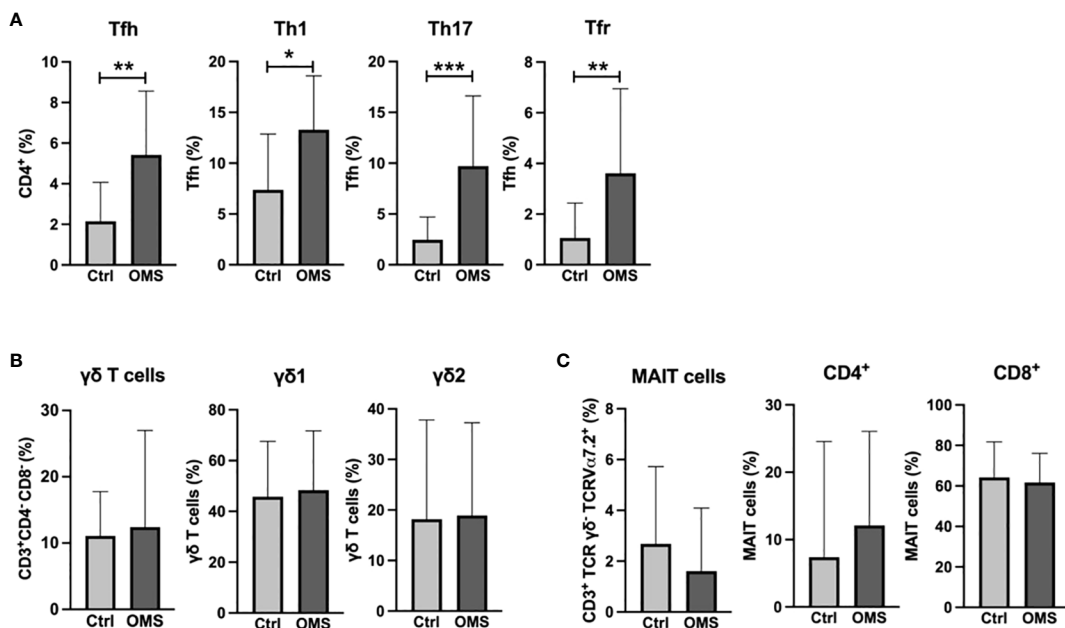 A
Tfh
Th1
Th17
Tfr
CD4⁺ (%)
10
8
6
4
2
0
**
Ctrl OMS
Tfh (%)
20
15
10
5
0
*
Ctrl OMS
Tfh (%)
20
15
10
5
0
***
Ctrl OMS
Tfh (%)
8
6
4
2
0
**
Ctrl OMS
B
γδ T cells
γδ1
γδ2
CD3⁺CD4⁻CD8⁻ (%)
30
20
10
0
Ctrl OMS
γδ T cells (%)
80
60
40
20
0
Ctrl OMS
γδ T cells (%)
40
30
20
10
0
Ctrl OMS
C
MAIT cells
CD4⁺
CD8⁺
CD3⁺ TCR γδ⁻ TCRVα7.2⁺ (%)
8
6
4
2
0
Ctrl OMS
MAIT cells (%)
30
20
10
0
Ctrl OMS
MAIT cells (%)
100
80
60
40
20
0
Ctrl OMS